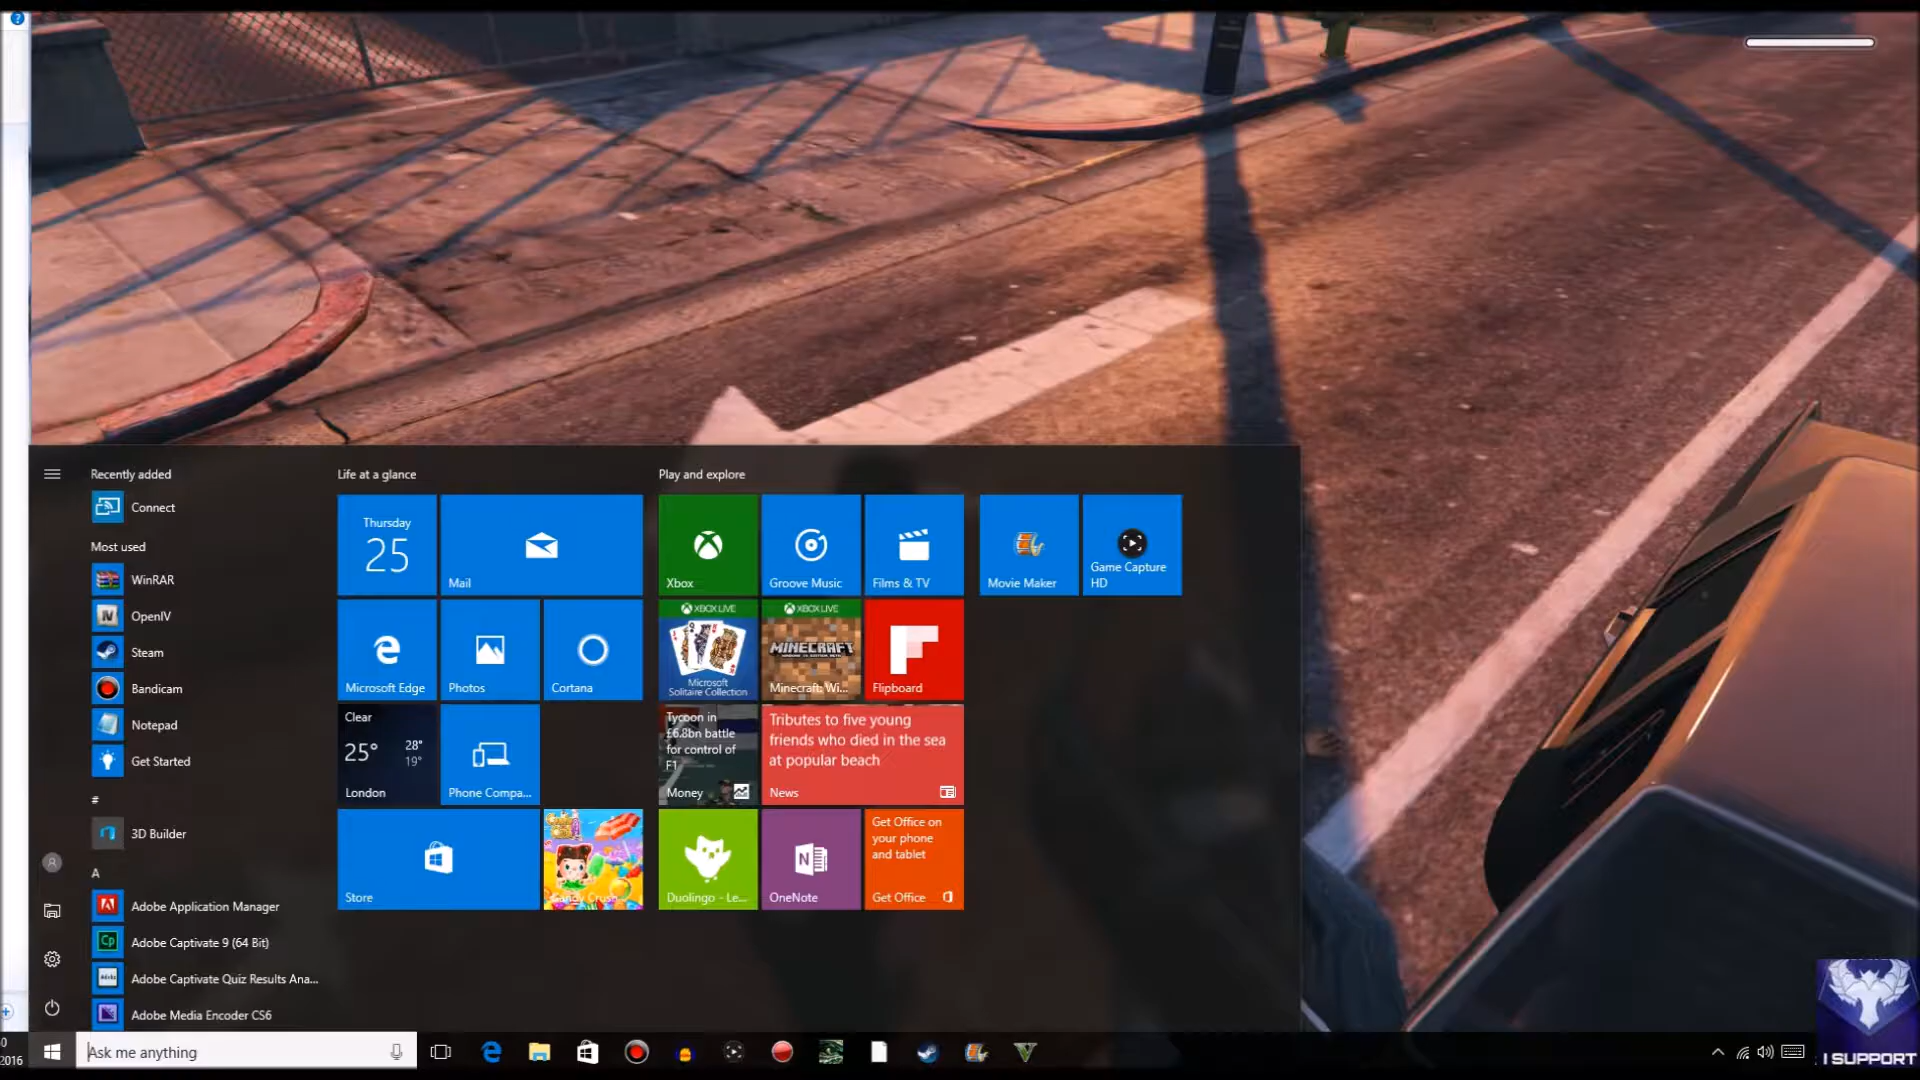 Recently added
Connect
Most used
WinRAR
OpenIV
Steam
Bandicam
Notepad
Get Started
#
3D Builder
A
Adobe Application Manager
Adobe Captivate 9 (64 Bit)
Adobe Captivate Quiz Results Ana...
Adobe Media Encoder CS6
Life at a glance
Thursday
25
Mail
Microsoft Edge
Photos
Cortana
Clear
25°
28°
19°
London
Phone Compa...
Store
Candy Crush
Play and explore
Xbox
Groove Music
Films & TV
XBOX LIVE
Microsoft
Solitaire Collection
XBOX LIVE
MINECRAFT
Minecraft: Wi...
Flipboard
Tycoon in
£6.8bn battle
for control of
F1
Money
Tributes to five young
friends who died in the sea
at popular beach
News
Duolingo - Le...
OneNote
Get Office on
your phone
and tablet
Get Office
Movie Maker
Game Capture
HD
0
2016
Ask me anything
I SUPPORT